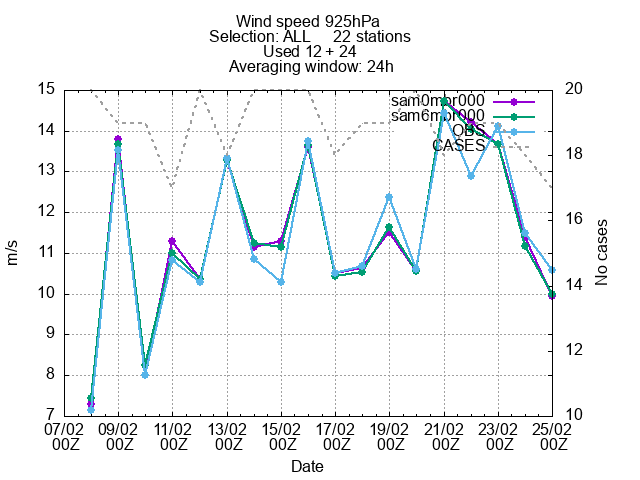 Wind speed 925hPa
Selection: ALL 22 stations
Used 12 + 24
Averaging window: 24h
sam0mpr000
sam6mpr000
OBS
CASES
m/s
15
14
13
12
11
10
9
8
7
No cases
20
18
16
14
12
10
07/02 09/02 11/02 13/02 15/02 17/02 19/02 21/02 23/02 25/02
00Z 00Z 00Z 00Z 00Z 00Z 00Z 00Z 00Z 00Z
Date